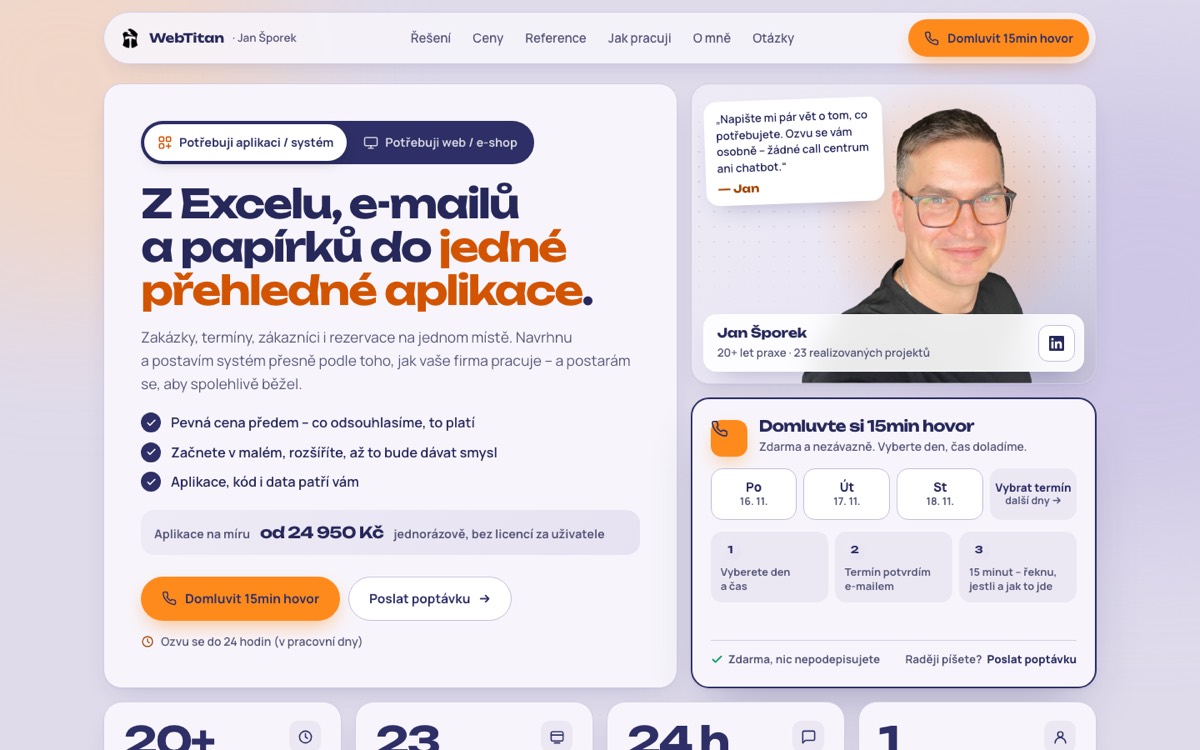 WebTitan · Jan Šporek
Řešení
Ceny
Reference
Jak pracuji
O mně
Otázky
Domluvit 15min hovor
Potřebuji aplikaci / systém
Potřebuji web / e-shop
Z Excelu, e-mailů
a papírků do jedné
přehledné aplikace.
Zakázky, termíny, zákazníci i rezervace na jednom místě. Navrhnu
a postavím systém přesně podle toho, jak vaše firma pracuje – a postarám
se, aby spolehlivě běžel.
Pevná cena předem – co odsouhlasíme, to platí
Začnete v malém, rozšíříte, až to bude dávat smysl
Aplikace, kód i data patří vám
Aplikace na míru od 24 950 Kč jednorázově, bez licencí za uživatele
Domluvit 15min hovor
Poslat poptávku →
Ozvu se do 24 hodin (v pracovní dny)
„Napište mi pár vět o tom, co
potřebujete. Ozvu se vám
osobně – žádné call centrum
ani chatbot.“
— Jan
Jan Šporek
20+ let praxe · 23 realizovaných projektů
in
Domluvte si 15min hovor
Zdarma a nezávazně. Vyberte den, čas doladíme.
Po
16. 11.
Út
17. 11.
St
18. 11.
Vybrat termín
další dny →
1
Vyberete den
a čas
2
Termín potvrdím
e-mailem
3
15 minut – řeknu,
jestli a jak to jde
Zdarma, nic nepodepisujete
Raději píšete? Poslat poptávku
20+
23
24 h
1